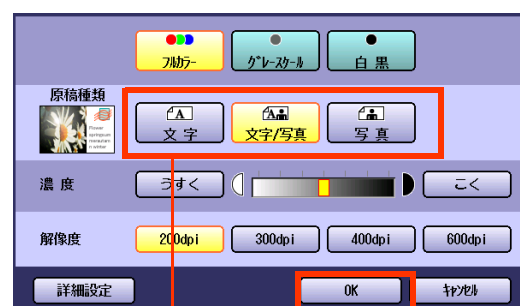 フルカラー グレースケール 白 黒
原稿種類
A A
文 字 文字/写真 写 真
濃 度 うすく こく
解像度 200dpi 300dpi 400dpi 600dpi
詳細設定 OK キャンセル